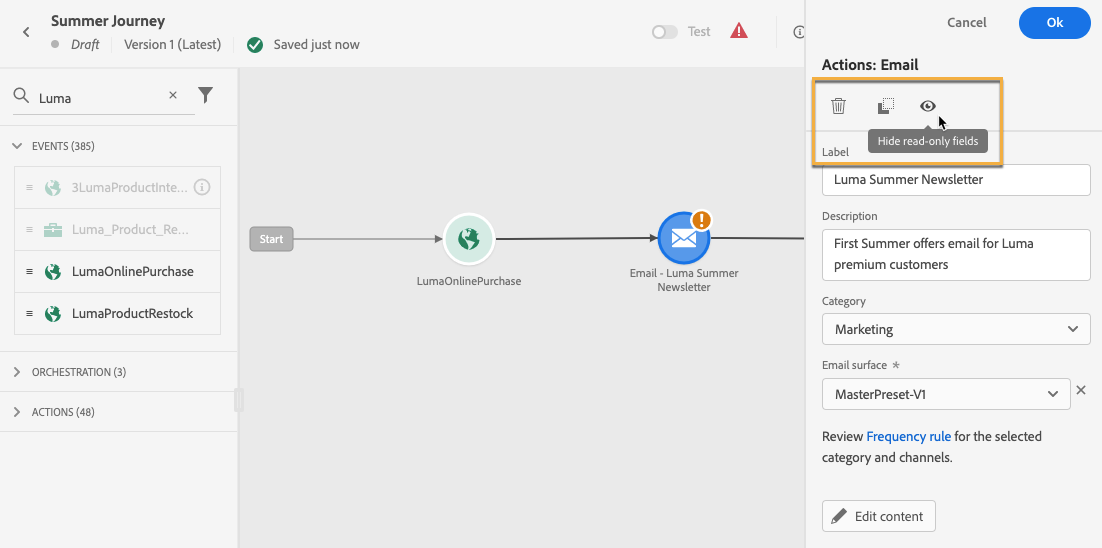 Summer Journey
Draft
Version 1 (Latest)
Saved just now
Test
Luma
EVENTS (385)
3LumaProductInte...
Luma_Product_Re...
LumaOnlinePurchase
LumaProductRestock
ORCHESTRATION (3)
ACTIONS (48)
Start
LumaOnlinePurchase
Email - Luma Summer
Newsletter
Cancel
Ok
Actions: Email
Hide read-only fields
Label
Luma Summer Newsletter
Description
First Summer offers email for Luma
premium customers
Category
Marketing
Email surface *
MasterPreset-V1
Review Frequency rule for the selected
category and channels.
Edit content